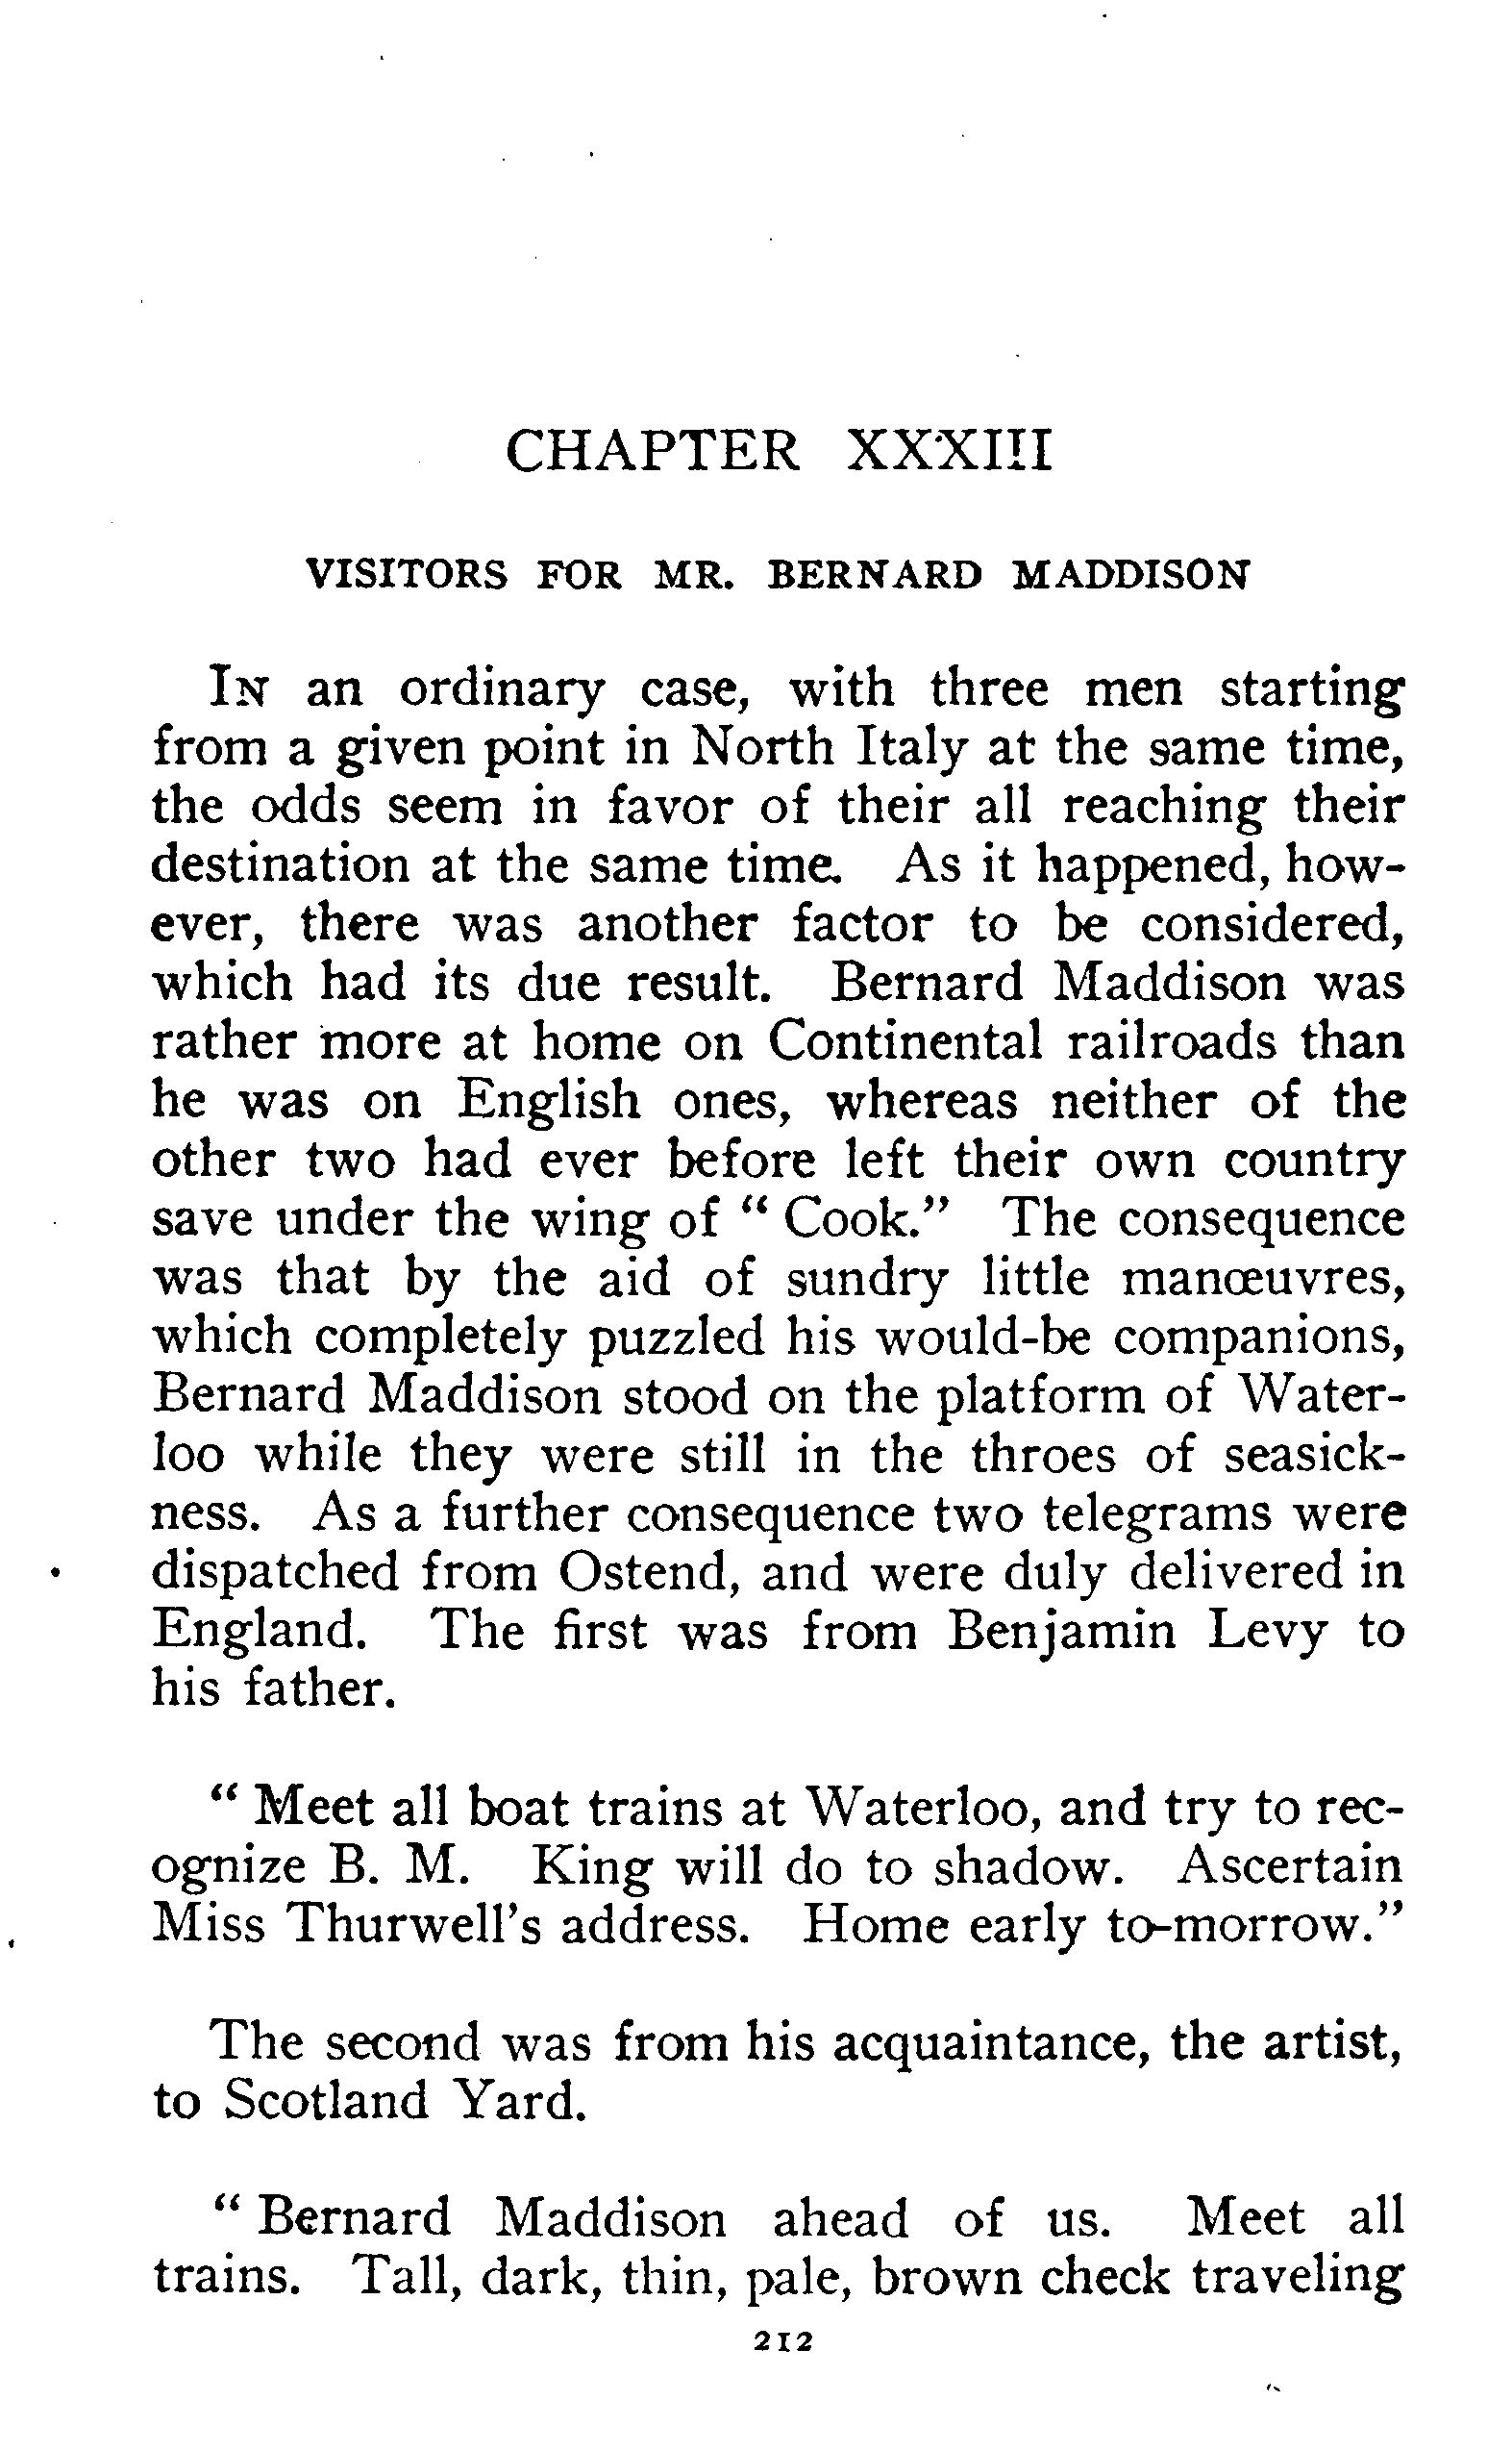 CHAPTER XXXIII
VISITORS FOR MR. BERNARD MADDISON
In an ordinary case, with three men starting
from a given point in North Italy at the same time,
the odds seem in favor of their all reaching their
destination at the same time. As it happened, how-
ever, there was another factor to be considered,
which had its due result. Bernard Maddison was
rather more at home on Continental railroads than
he was on English ones, whereas neither of the
other two had ever before left their own country
save under the wing of “ Cook.” The consequence
was that by the aid of sundry little manœuvres,
which completely puzzled his would-be companions,
Bernard Maddison stood on the platform of Water-
loo while they were still in the throes of seasick-
ness. As a further consequence two telegrams were
dispatched from Ostend, and were duly delivered in
England. The first was from Benjamin Levy to
his father.
“ Meet all boat trains at Waterloo, and try to rec-
ognize B. M. King will do to shadow. Ascertain
Miss Thurwell’s address. Home early to-morrow.”
The second was from his acquaintance, the artist,
to Scotland Yard.
“ Bernard Maddison ahead of us. Meet all
trains. Tall, dark, thin, pale, brown check traveling
212